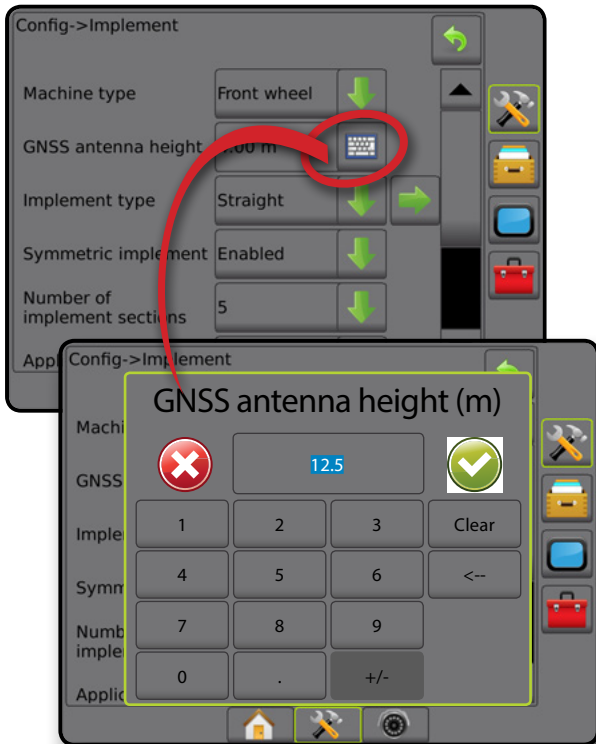 Config->Implement
Machine type
Front wheel
GNSS antenna height
.00 m
Implement type
Straight
Symmetric implement
Enabled
Number of
implement sections
5
Appl
Config->Implement
GNSS antenna height (m)
Machi
12.5
GNSS
1
2
3
Clear
Imple
4
5
6
<--
Symm
7
8
9
Numb
imple
0
.
+/-
Applic